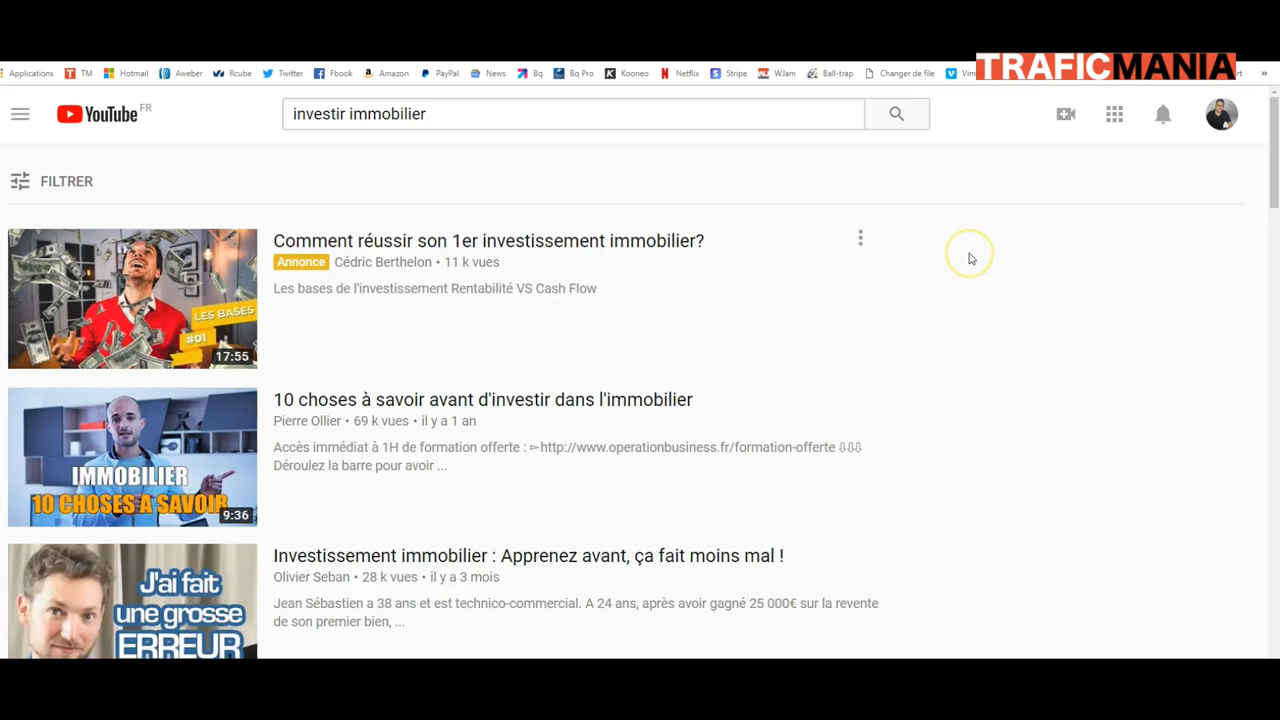 TRAFICMANIA
Applications TM Hotmail Aweber Rcube Twitter Fbook Amazon PayPal News Bq Bq Pro Kooneo Netflix Stripe WJam Ball-trap Changer de file Vim
YouTube FR
investir immobilier
FILTRER
Comment réussir son 1er investissement immobilier?
Annonce Cédric Berthelon • 11 k vues
Les bases de l'investissement Rentabilité VS Cash Flow
LES BASES
#01
17:55
10 choses à savoir avant d'investir dans l'immobilier
Pierre Ollier • 69 k vues • il y a 1 an
Accès immédiat à 1H de formation offerte : ►http://www.operationbusiness.fr/formation-offerte ⇩⇩⇩
Déroulez la barre pour avoir ...
IMMOBILIER
10 CHOSES A SAVOIR
9:36
Investissement immobilier : Apprenez avant, ça fait moins mal !
Olivier Seban • 28 k vues • il y a 3 mois
Jean Sébastien a 38 ans et est technico-commercial. A 24 ans, après avoir gagné 25 000€ sur la revente
de son premier bien, ...
J'ai fait
une grosse
ERREUR